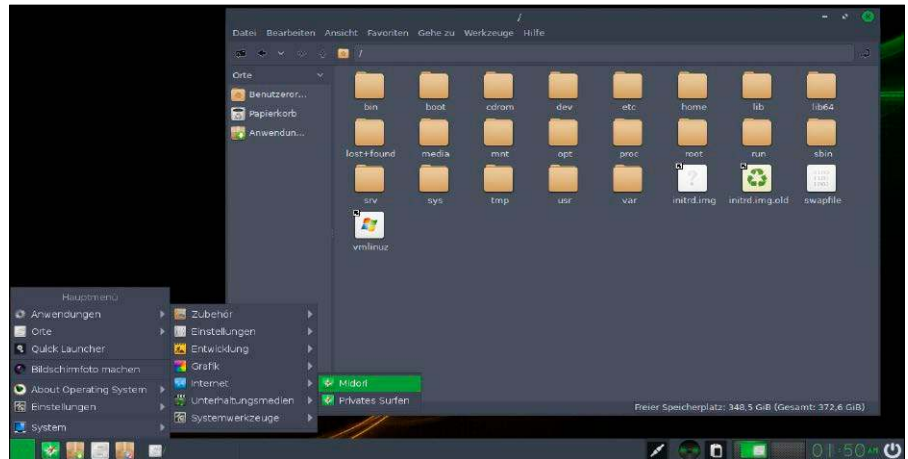 /
Datei Bearbeiten Ansicht Favoriten Gehe zu Werkzeuge Hilfe
/
Orte
Benutzeror...
Papierkorb
Anwendun...
bin boot cdrom dev etc home lib lib64
lost+found media mnt opt proc root run sbin
srv sys tmp usr var initrd.img initrd.img.old swapfile
vmlinuz
Freier Speicherplatz: 348,5 GiB (Gesamt: 372,6 GiB)
Hauptmenü
Anwendungen
Orte
Quick Launcher
Bildschirmfoto machen
About Operating System
Einstellungen
System
Zubehör
Einstellungen
Entwicklung
Grafik
Internet
Unterhaltungsmedien
Systemwerkzeuge
Midori
Privates Surfen
/
01:50 AM